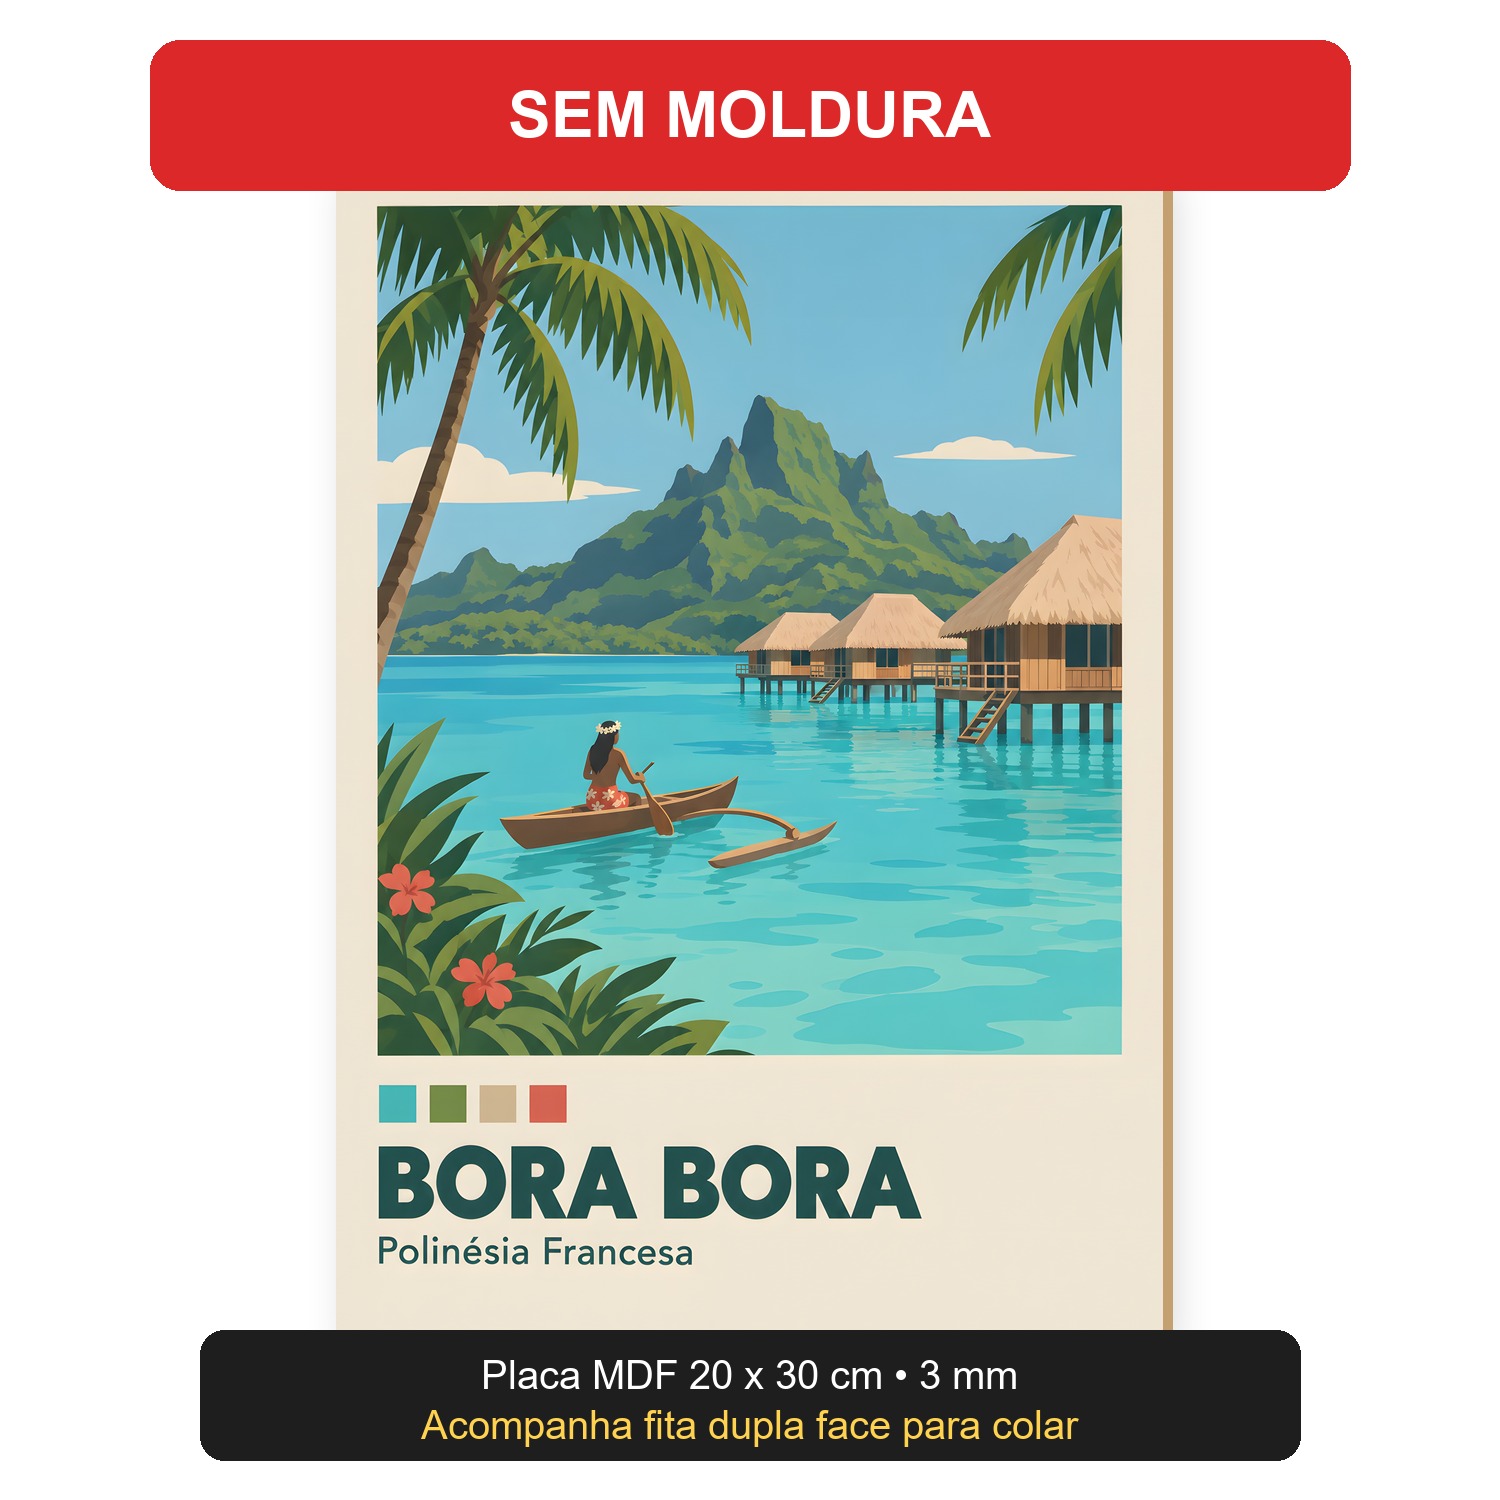 SEM MOLDURA
BORA BORA
Polinésia Francesa
Placa MDF 20 x 30 cm • 3 mm
Acompanha fita dupla face para colar